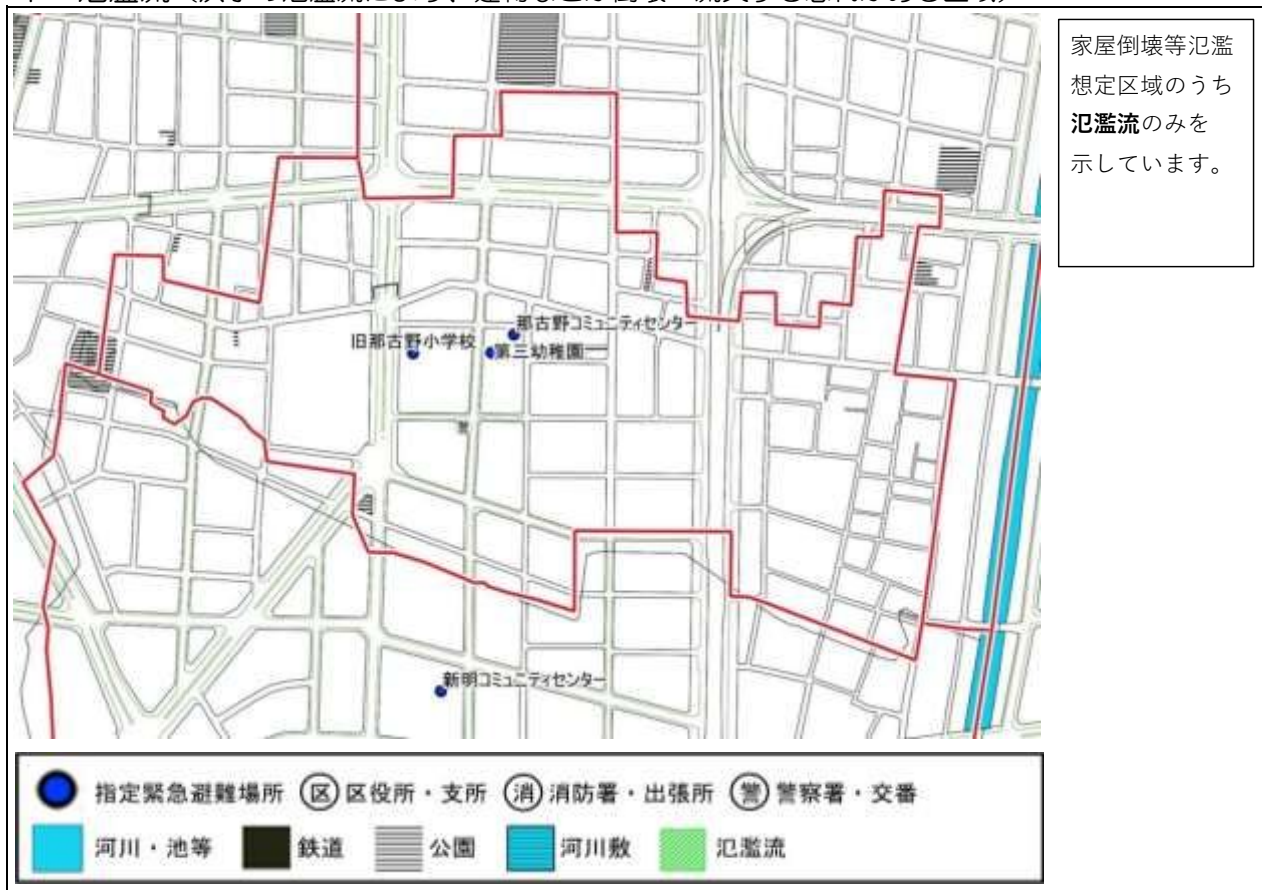 家屋倒壊等氾濫
想定区域のうち
氾濫流のみを
示しています。
那古野コミュニティセンター
旧那古野小学校
第三幼稚園
新明コミュニティセンター
指定緊急避難場所 区 区役所・支所 消 消防署・出張所 警 警察署・交番
河川・池等 鉄道 公園 河川敷 氾濫流